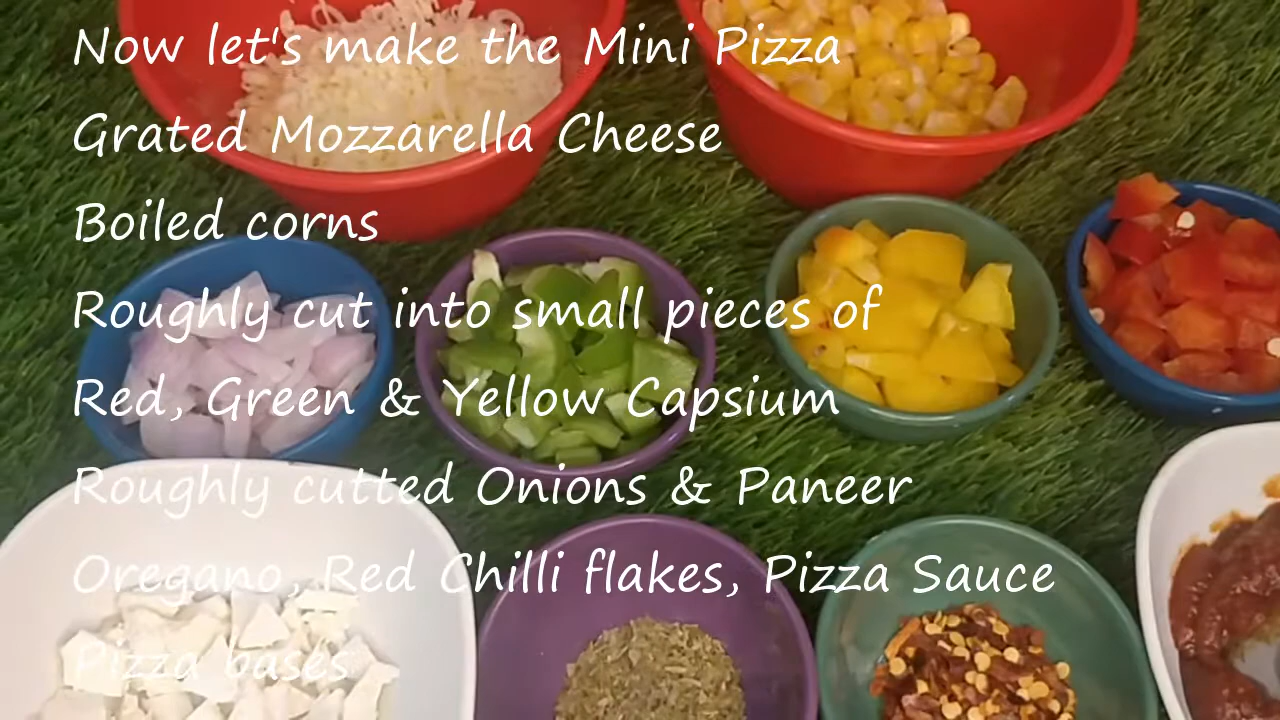 Now let's make the Mini Pizza
Grated Mozzarella Cheese
Boiled corns
Roughly cut into small pieces of
Red, Green & Yellow Capsium
Roughly cutted Onions & Paneer
Oregano, Red Chilli flakes, Pizza Sauce
Pizza bases